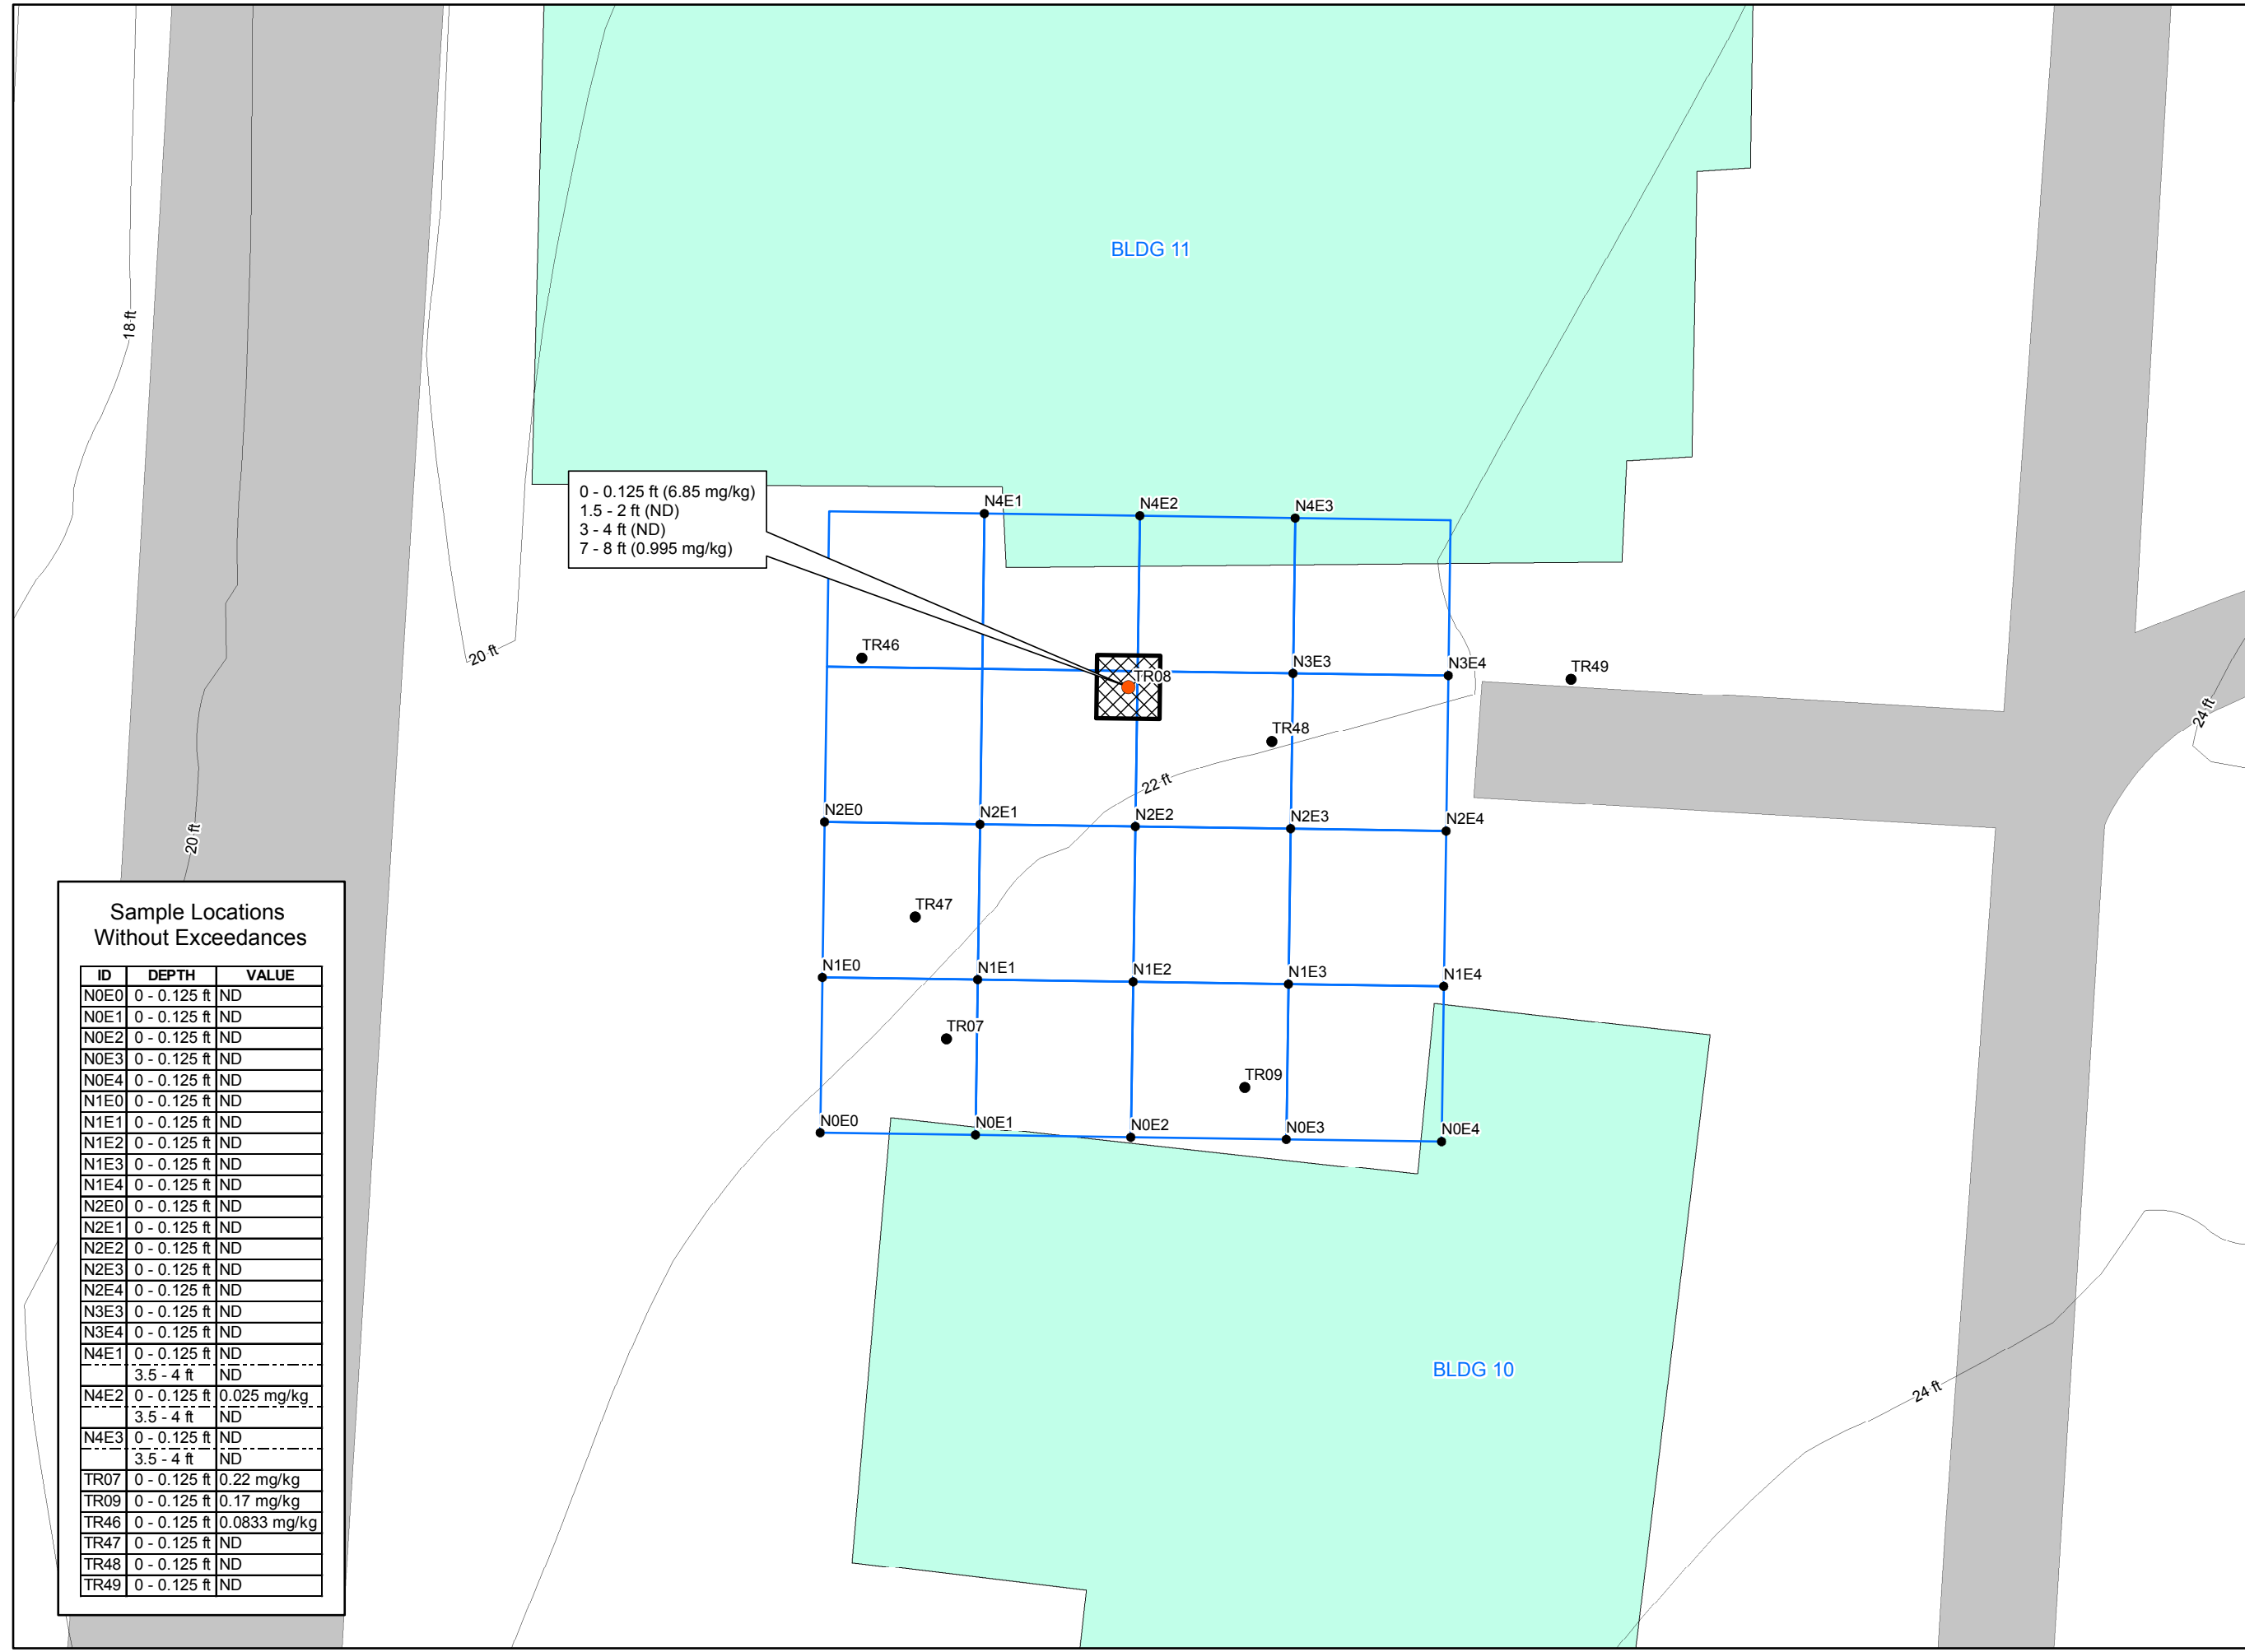 BLDG 11
18 ft
0 - 0.125 ft (6.85 mg/kg)
1.5 - 2 ft (ND)
3 - 4 ft (ND)
7 - 8 ft (0.995 mg/kg)
N4E1
N4E2
N4E3
20 ft
TR46
TR08
N3E3
N3E4
TR49
24 ft
TR48
22 ft
20 ft
N2E0
N2E1
N2E2
N2E3
N2E4
TR47
N1E0
N1E1
N1E2
N1E3
N1E4
TR07
TR09
N0E0
N0E1
N0E2
N0E3
N0E4
BLDG 10
24 ft
Sample Locations
Without Exceedances
ID DEPTH VALUE
N0E0 0 - 0.125 ft ND
N0E1 0 - 0.125 ft ND
N0E2 0 - 0.125 ft ND
N0E3 0 - 0.125 ft ND
N0E4 0 - 0.125 ft ND
N1E0 0 - 0.125 ft ND
N1E1 0 - 0.125 ft ND
N1E2 0 - 0.125 ft ND
N1E3 0 - 0.125 ft ND
N1E4 0 - 0.125 ft ND
N2E0 0 - 0.125 ft ND
N2E1 0 - 0.125 ft ND
N2E2 0 - 0.125 ft ND
N2E3 0 - 0.125 ft ND
N2E4 0 - 0.125 ft ND
N3E3 0 - 0.125 ft ND
N3E4 0 - 0.125 ft ND
N4E1 0 - 0.125 ft ND
3.5 - 4 ft ND
N4E2 0 - 0.125 ft 0.025 mg/kg
3.5 - 4 ft ND
N4E3 0 - 0.125 ft ND
3.5 - 4 ft ND
TR07 0 - 0.125 ft 0.22 mg/kg
TR09 0 - 0.125 ft 0.17 mg/kg
TR46 0 - 0.125 ft 0.0833 mg/kg
TR47 0 - 0.125 ft ND
TR48 0 - 0.125 ft ND
TR49 0 - 0.125 ft ND